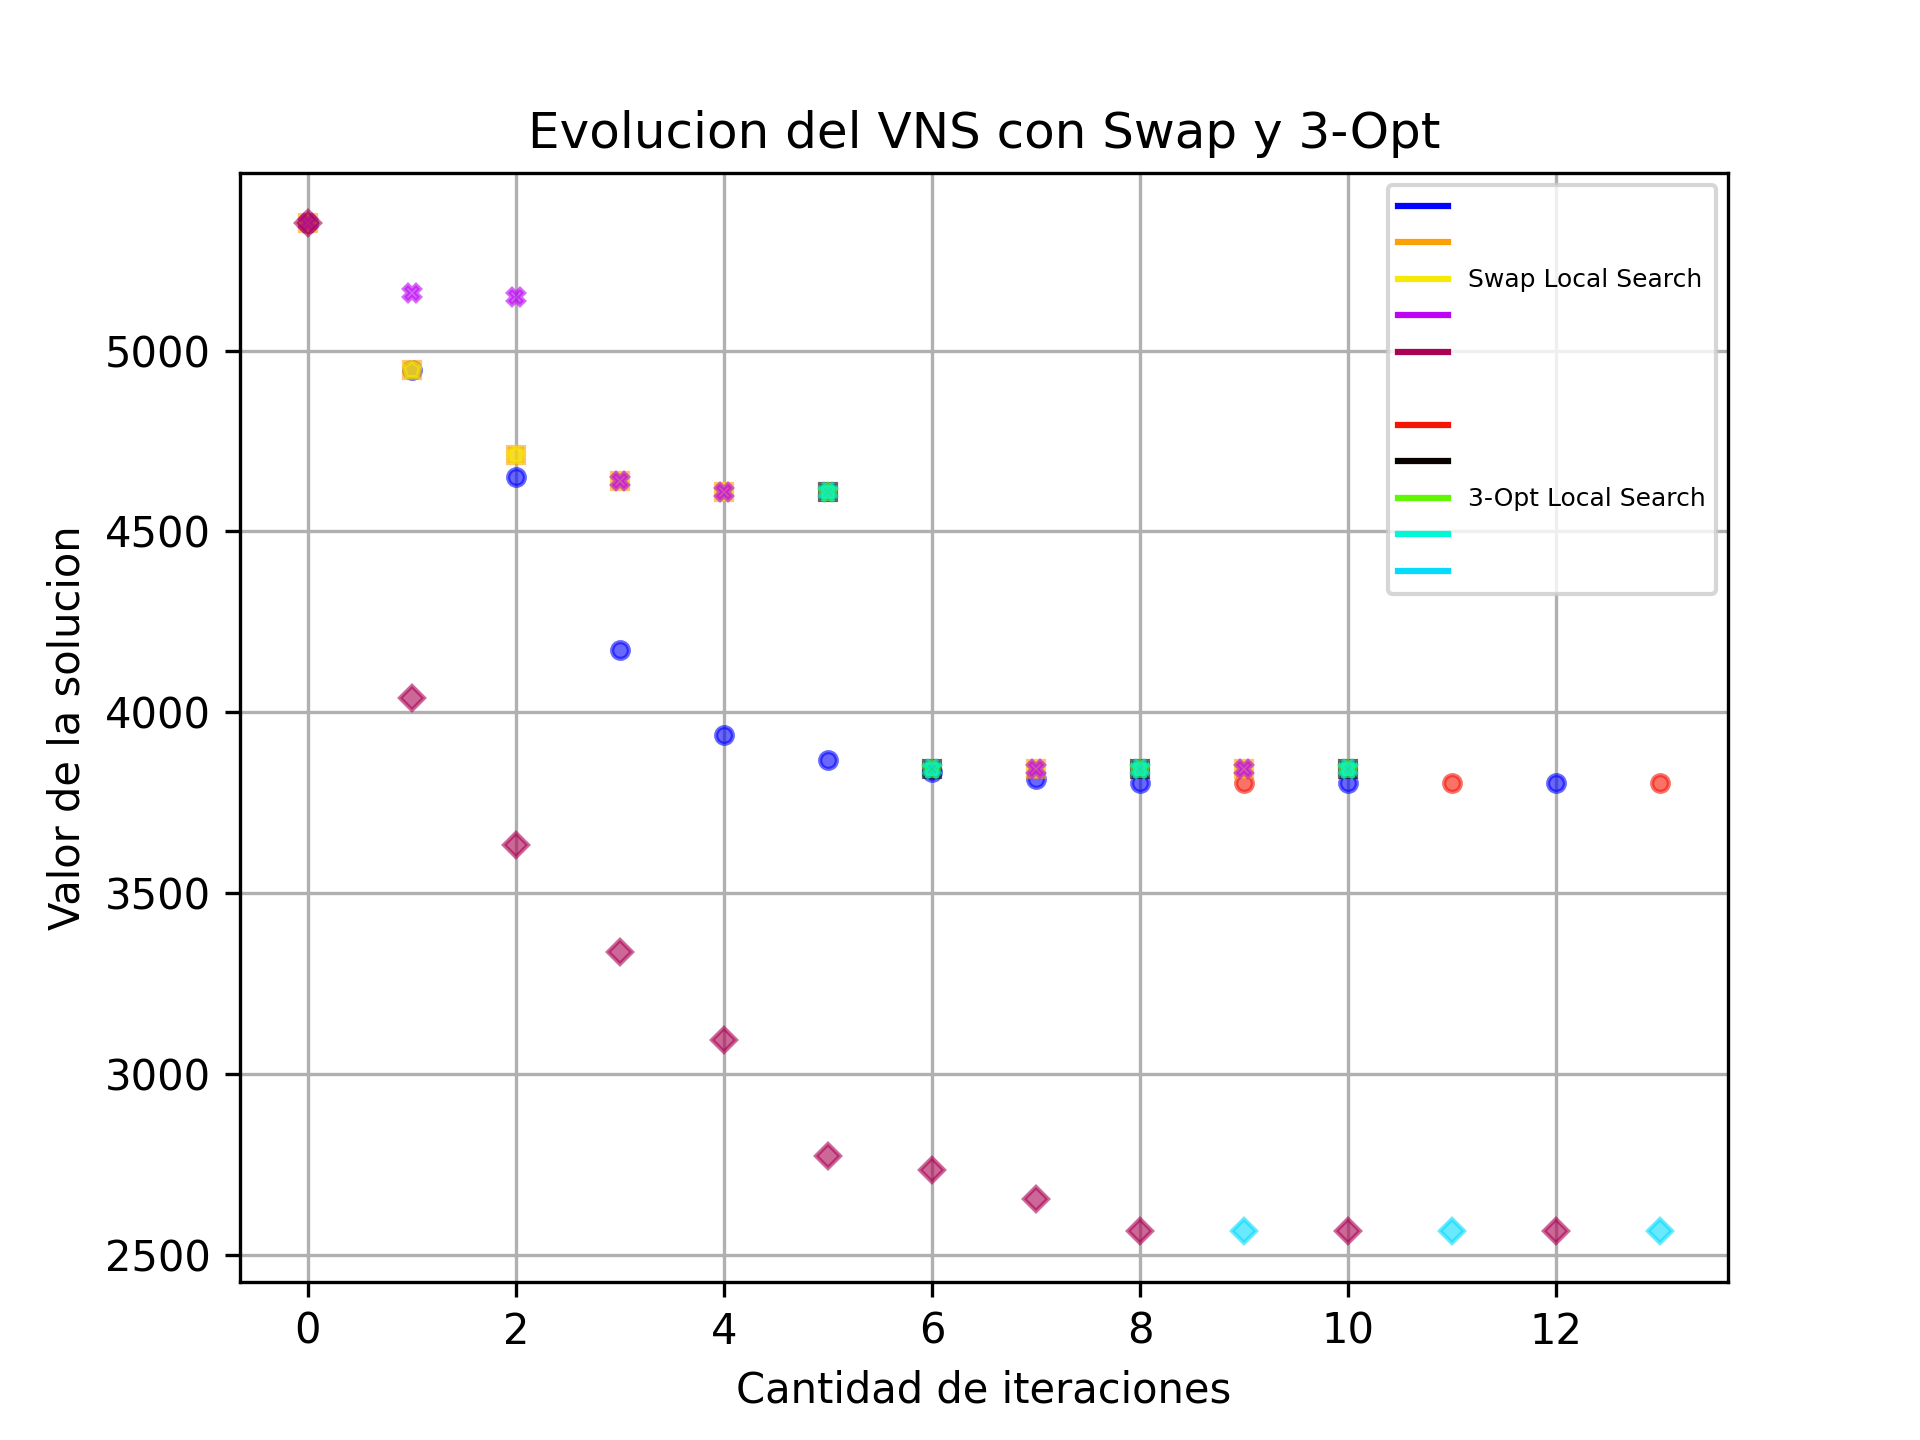 Evolucion del VNS con Swap y 3-Opt
Swap Local Search
3-Opt Local Search
Valor de la solucion
5000
4500
4000
3500
3000
2500
0 2 4 6 8 10 12
Cantidad de iteraciones